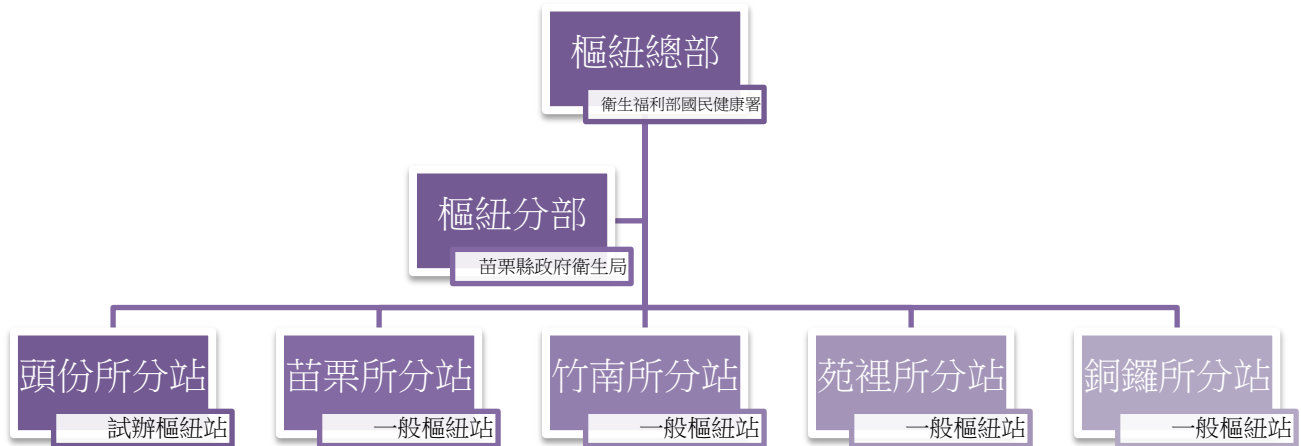 樞紐總部
衛生福利部國民健康署
樞紐分部
苗栗縣政府衛生局
頭份所分站
試辦樞紐站
苗栗所分站
一般樞紐站
竹南所分站
一般樞紐站
苑裡所分站
一般樞紐站
銅鑼所分站
一般樞紐站